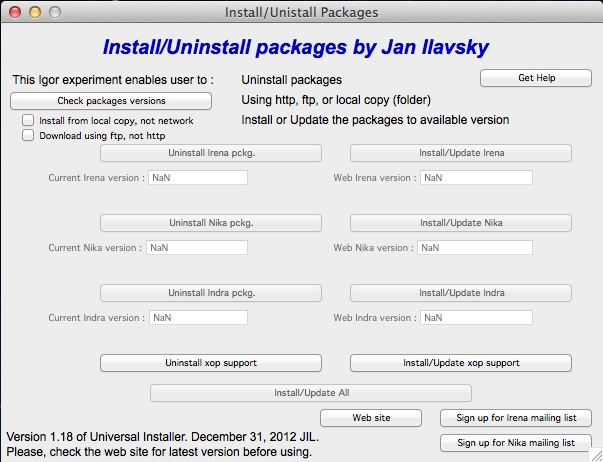 Install/Unistall Packages
Install/Uninstall packages by Jan Ilavsky
This Igor experiment enables user to :
Uninstall packages
Get Help
Check packages versions
Using http, ftp, or local copy (folder)
Install from local copy, not network
Install or Update the packages to available version
Download using ftp, not http
Uninstall Irena pckg.
Install/Update Irena
Current Irena version : NaN
Web Irena version : NaN
Uninstall Nika pckg.
Install/Update Nika
Current Nika version : NaN
Web Nika version : NaN
Uninstall Indra pckg.
Install/Update Indra
Current Indra version : NaN
Web Indra version : NaN
Uninstall xop support
Install/Update xop support
Install/Update All
Web site
Sign up for Irena mailing list
Version 1.18 of Universal Installer. December 31, 2012 JIL.
Sign up for Nika mailing list
Please, check the web site for latest version before using.